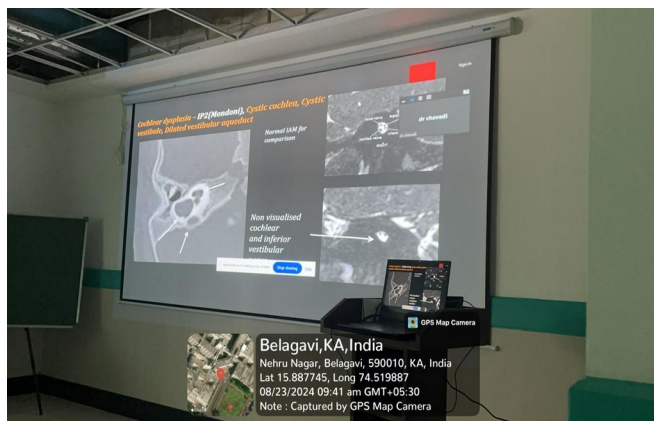 Sign in
Cochlear dysplasia - IP2(Mondoni), Cystic cochlea, Cystic
vestibule, Dilated vestibular aqueduct
Normal IAM for
comparison
dr chavadi
Non visualised
cochlear
and inferior
vestibular
Stop sharing
Hide
GPS Map Camera
Belagavi,KA,India
Nehru Nagar, Belagavi, 590010, KA, India
Lat 15.887745, Long 74.519887
08/23/2024 09:41 am GMT+05:30
Note : Captured by GPS Map Camera